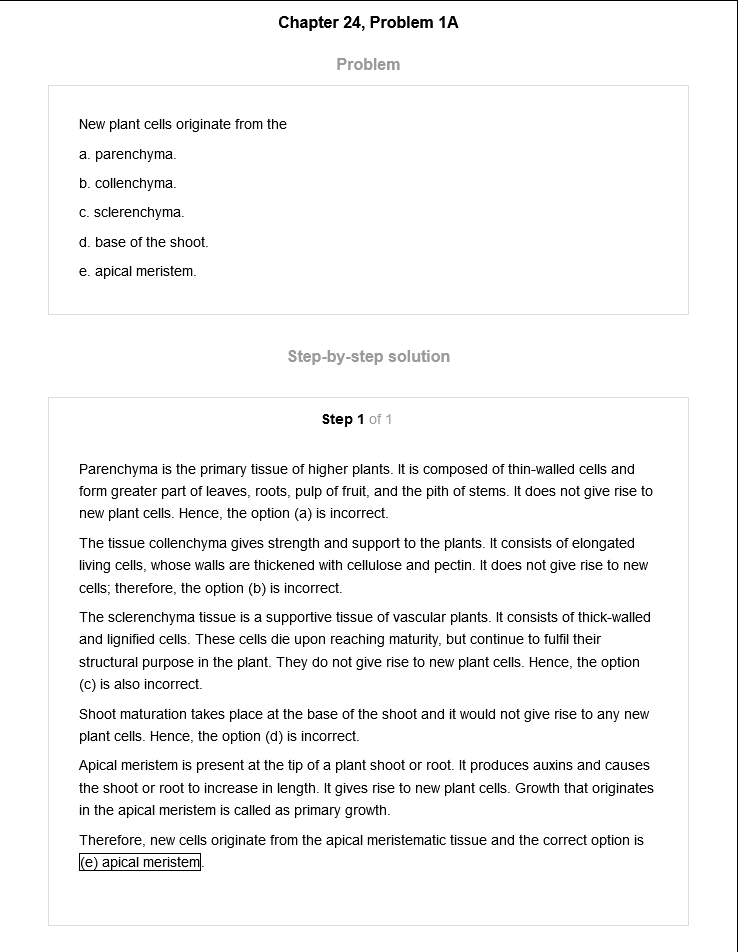 Chapter 24, Problem 1A
Problem
New plant cells originate from the
a. parenchyma.
b. collenchyma.
c. sclerenchyma.
d. base of the shoot.
e. apical meristem.
Step-by-step solution
Step 1 of 1
Parenchyma is the primary tissue of higher plants. It is composed of thin-walled cells and
form greater part of leaves, roots, pulp of fruit, and the pith of stems. It does not give rise to
new plant cells. Hence, the option (a) is incorrect.
The tissue collenchyma gives strength and support to the plants. It consists of elongated
living cells, whose walls are thickened with cellulose and pectin. It does not give rise to new
cells; therefore, the option (b) is incorrect.
The sclerenchyma tissue is a supportive tissue of vascular plants. It consists of thick-walled
and lignified cells. These cells die upon reaching maturity, but continue to fulfil their
structural purpose in the plant. They do not give rise to new plant cells. Hence, the option
(c) is also incorrect.
Shoot maturation takes place at the base of the shoot and it would not give rise to any new
plant cells. Hence, the option (d) is incorrect.
Apical meristem is present at the tip of a plant shoot or root. It produces auxins and causes
the shoot or root to increase in length. It gives rise to new plant cells. Growth that originates
in the apical meristem is called as primary growth.
Therefore, new cells originate from the apical meristematic tissue and the correct option is
(e) apical meristem.